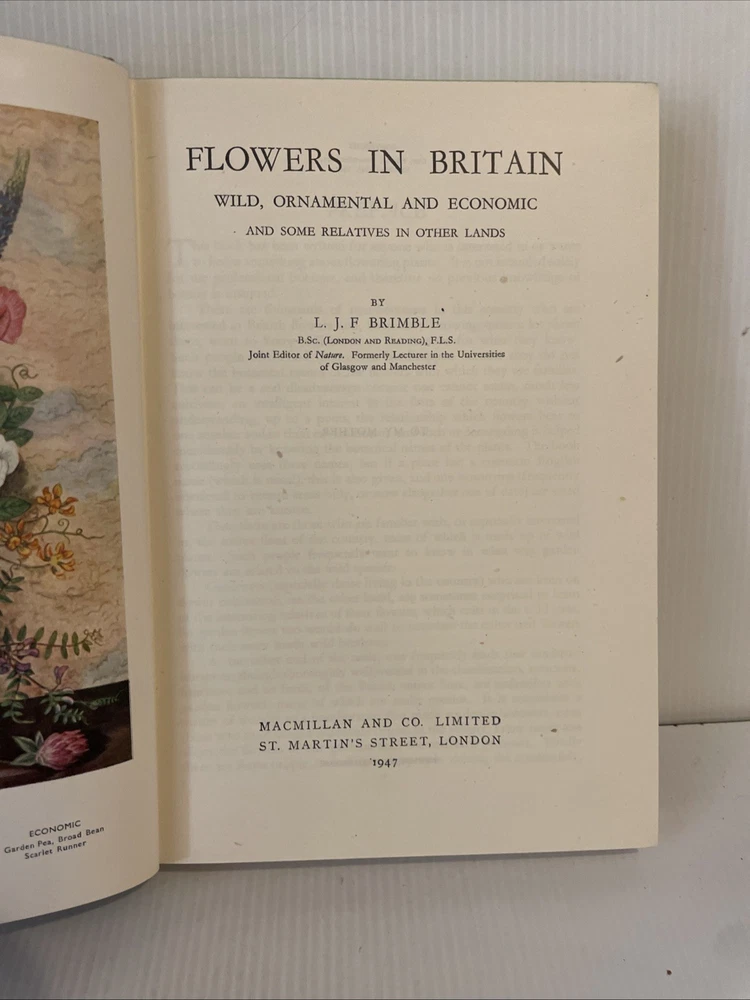 ECONOMIC
Garden Pea, Broad Bean
Scarlet Runner
FLOWERS IN BRITAIN
WILD, ORNAMENTAL AND ECONOMIC
AND SOME RELATIVES IN OTHER LANDS
BY
L. J. F BRIMBLE
B.Sc. (LONDON AND READING), F.L.S.
Joint Editor of Nature. Formerly Lecturer in the Universities
of Glasgow and Manchester
MACMILLAN AND CO. LIMITED
ST. MARTIN'S STREET, LONDON
1947